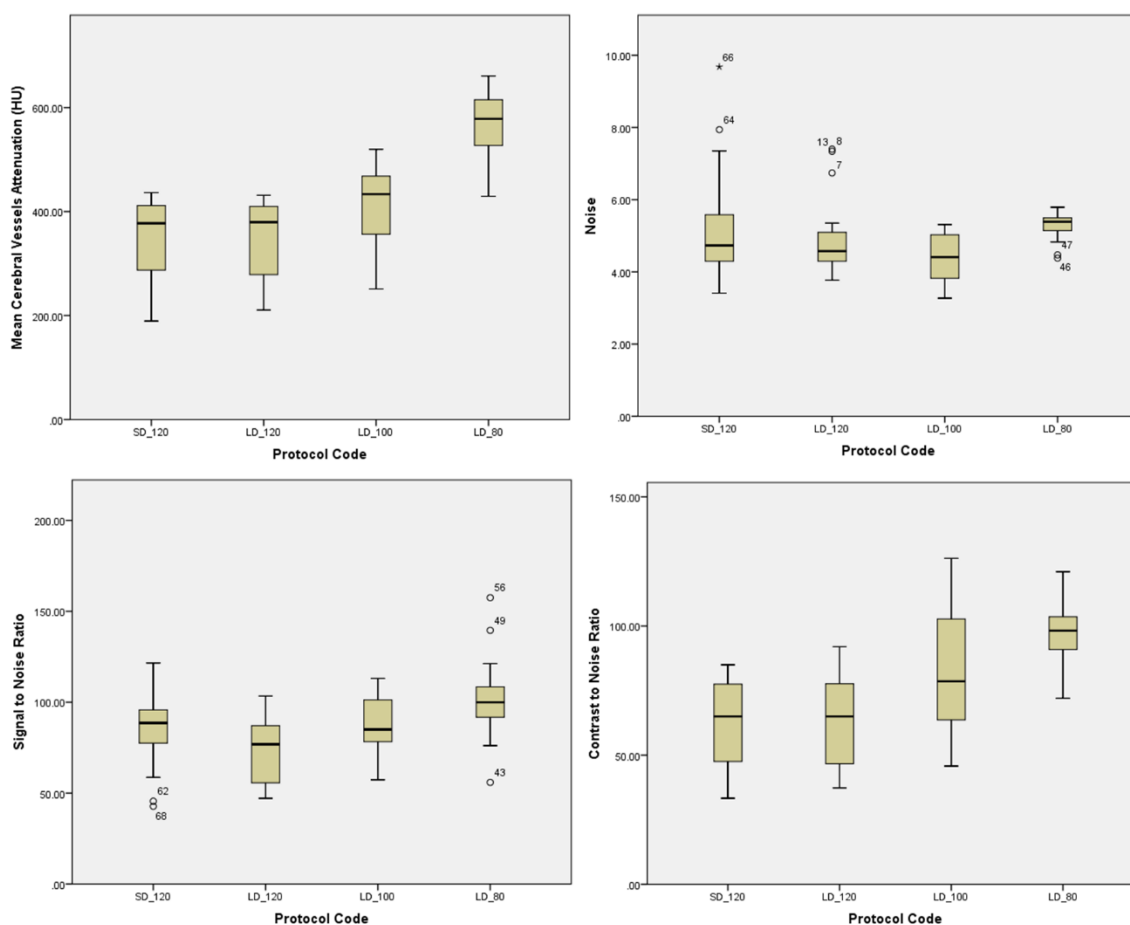 Mean Cerebral Vessels Attenuation (HU)
600.00
400.00
200.00
.00
SD_120 LD_120 LD_100 LD_80
Protocol Code
Noise
10.00
8.00
6.00
4.00
2.00
.00
66
64
13 8
7
47
46
SD_120 LD_120 LD_100 LD_80
Protocol Code
Signal to Noise Ratio
200.00
150.00
100.00
50.00
.00
62
68
56
49
43
SD_120 LD_120 LD_100 LD_80
Protocol Code
Contrast to Noise Ratio
150.00
100.00
50.00
.00
SD_120 LD_120 LD_100 LD_80
Protocol Code